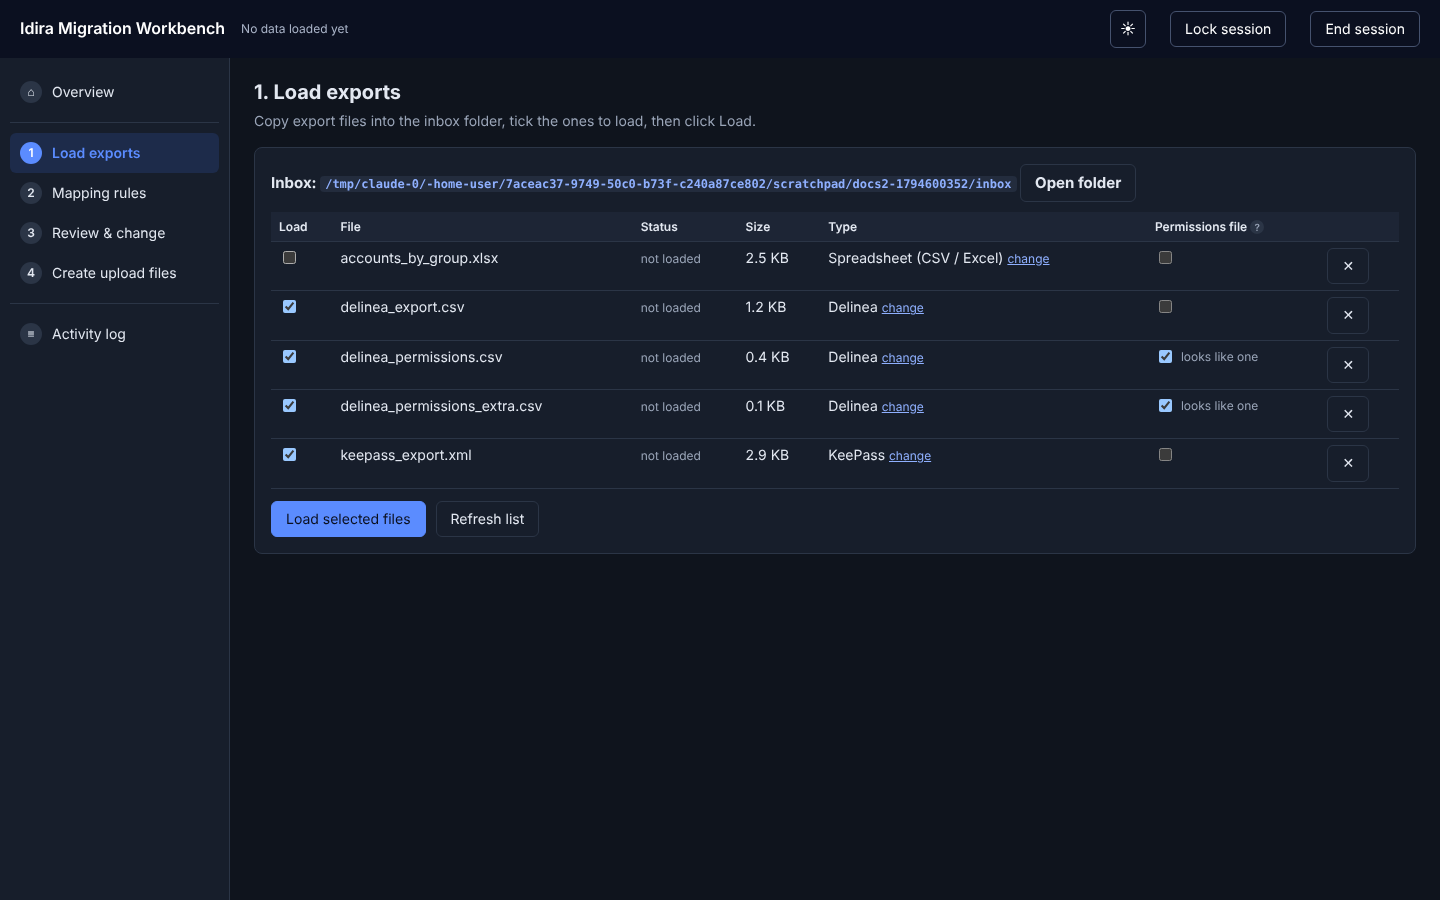 Idira Migration Workbench No data loaded yet ☀ Lock session End session
⌂ Overview
1 Load exports
2 Mapping rules
3 Review & change
4 Create upload files
≡ Activity log
1. Load exports
Copy export files into the inbox folder, tick the ones to load, then click Load.
Inbox: /tmp/claude-0/-home-user/7aceac37-9749-50c0-b73f-c240a87ce802/scratchpad/docs2-1794600352/inbox Open folder
Load File Status Size Type Permissions file ?
accounts_by_group.xlsx not loaded 2.5 KB Spreadsheet (CSV / Excel) change ✕
delinea_export.csv not loaded 1.2 KB Delinea change ✕
delinea_permissions.csv not loaded 0.4 KB Delinea change looks like one ✕
delinea_permissions_extra.csv not loaded 0.1 KB Delinea change looks like one ✕
keepass_export.xml not loaded 2.9 KB KeePass change ✕
Load selected files Refresh list